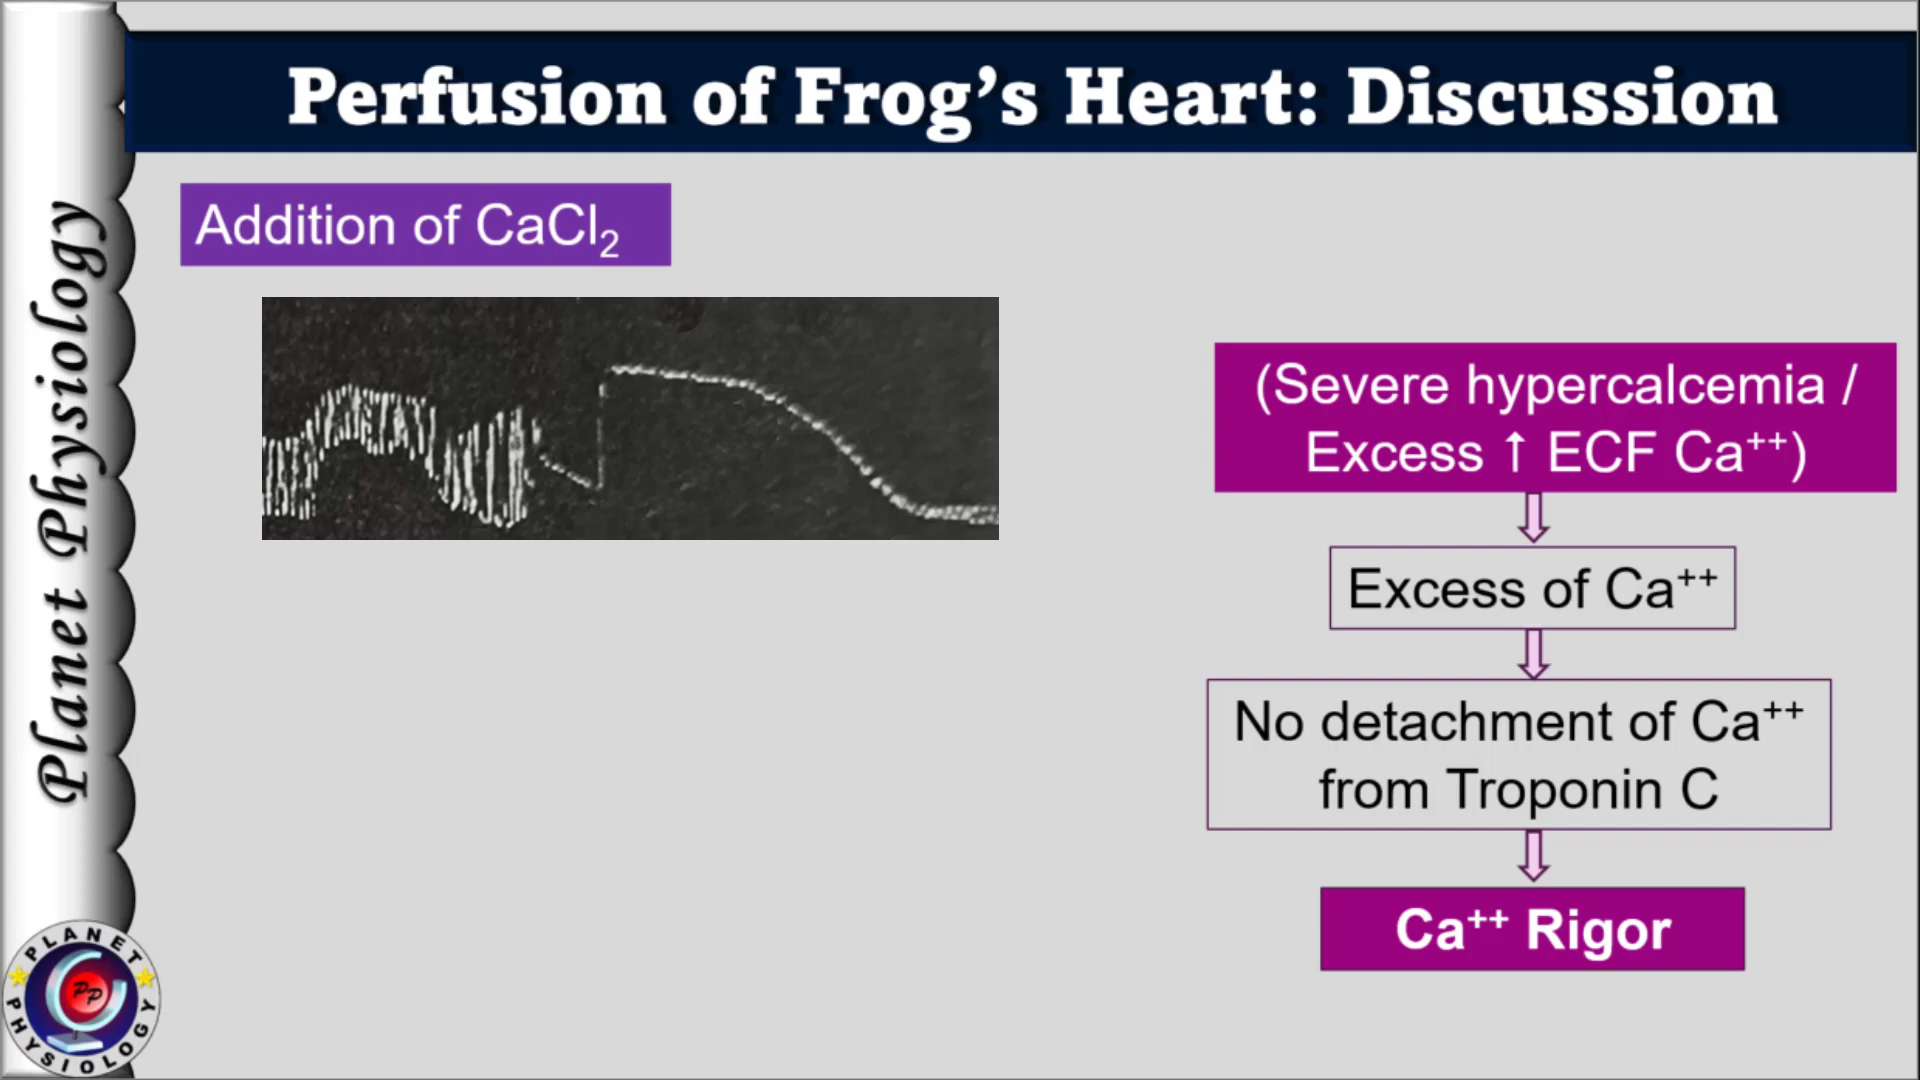 Perfusion of Frog's Heart: Discussion
Addition of CaCl₂
(Severe hypercalcemia /
Excess ↑ ECF Ca⁺⁺)
Excess of Ca⁺⁺
No detachment of Ca⁺⁺
from Troponin C
Ca⁺⁺ Rigor
Planet Physiology
PLANET
PP
PHYSIOLOGY